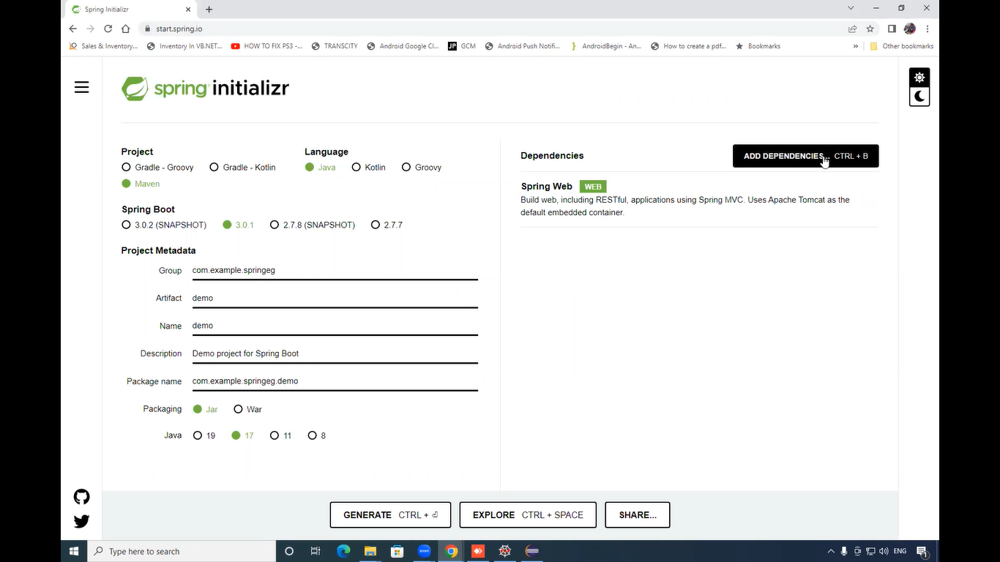 Spring Initializr
start.spring.io
Sales & Inventory...
Inventory In VB.NET...
HOW TO FIX PS3 -...
TRANSCITY
Android Google Cl...
JP GCM
Android Push Notifi...
AndroidBegin - An...
How to create a pdf...
Bookmarks
»
Other bookmarks
spring initializr
Project
Gradle - Groovy
Gradle - Kotlin
Maven
Language
Java
Kotlin
Groovy
Spring Boot
3.0.2 (SNAPSHOT)
3.0.1
2.7.8 (SNAPSHOT)
2.7.7
Project Metadata
Group com.example.springeg
Artifact demo
Name demo
Description Demo project for Spring Boot
Package name com.example.springeg.demo
Packaging Jar War
Java 19 17 11 8
Dependencies
ADD DEPENDENCIES... CTRL + B
Spring Web WEB
Build web, including RESTful, applications using Spring MVC. Uses Apache Tomcat as the
default embedded container.
GENERATE CTRL + ⏎
EXPLORE CTRL + SPACE
SHARE...
Type here to search
zoom
ENG
1